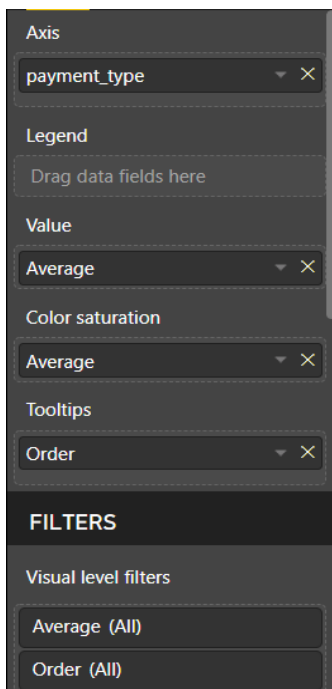 Axis
payment_type
Legend
Drag data fields here
Value
Average
Color saturation
Average
Tooltips
Order
FILTERS
Visual level filters
Average (All)
Order (All)